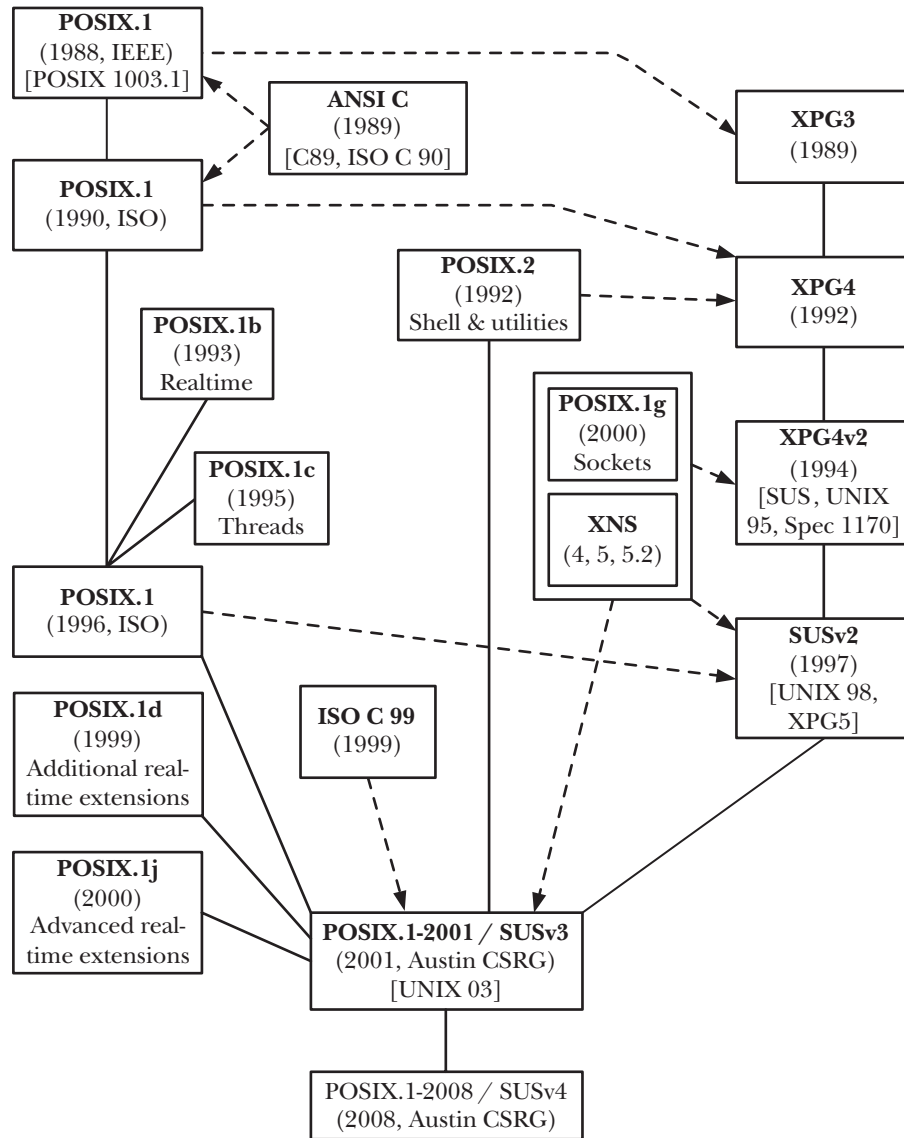 POSIX.1
(1988, IEEE)
[POSIX 1003.1]
ANSI C
(1989)
[C89, ISO C 90]
XPG3
(1989)
POSIX.1
(1990, ISO)
POSIX.2
(1992)
Shell & utilities
XPG4
(1992)
POSIX.1b
(1993)
Realtime
POSIX.1g
(2000)
Sockets
XNS
(4, 5, 5.2)
XPG4v2
(1994)
[SUS, UNIX
95, Spec 1170]
POSIX.1c
(1995)
Threads
POSIX.1
(1996, ISO)
SUSv2
(1997)
[UNIX 98,
XPG5]
POSIX.1d
(1999)
Additional real-
time extensions
ISO C 99
(1999)
POSIX.1j
(2000)
Advanced real-
time extensions
POSIX.1-2001 / SUSv3
(2001, Austin CSRG)
[UNIX 03]
POSIX.1-2008 / SUSv4
(2008, Austin CSRG)